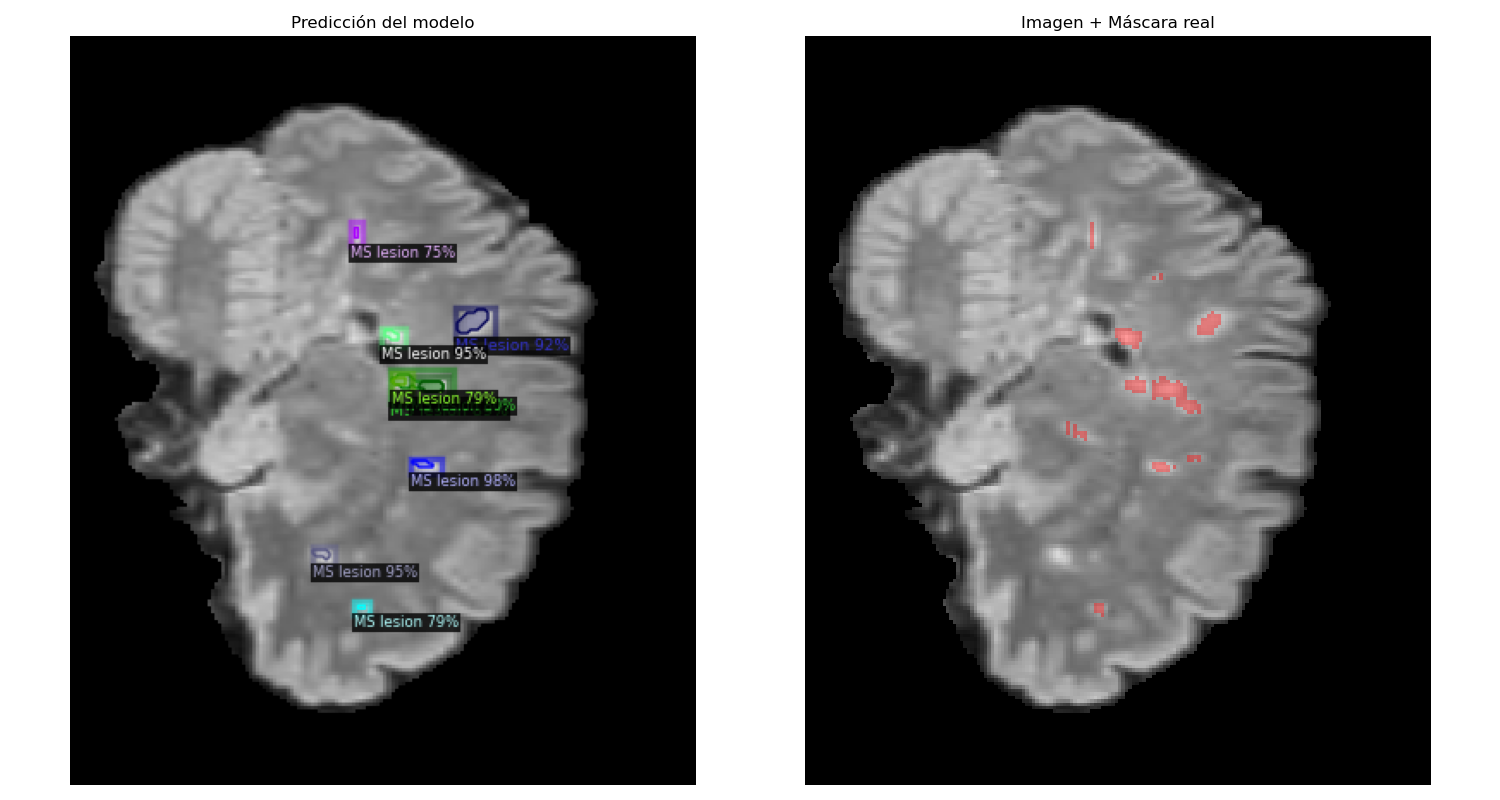 Predicción del modelo
Imagen + Máscara real
MS lesion 75%
MS lesion 92%
MS lesion 95%
MS lesion 79%
MS lesion 98%
MS lesion 95%
MS lesion 79%